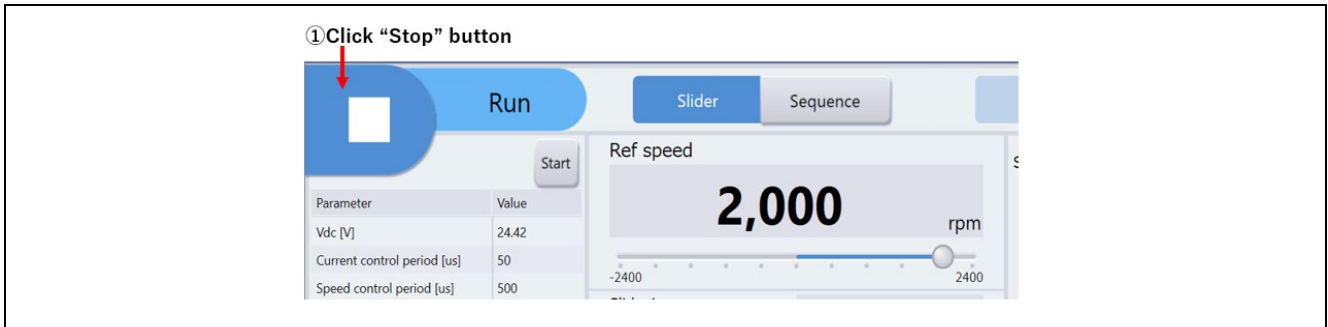 ①Click “Stop” button
Run
Slider
Sequence
Start
Ref speed
2,000
rpm
-2400
2400
Parameter Value
Vdc [V] 24.42
Current control period [us] 50
Speed control period [us] 500